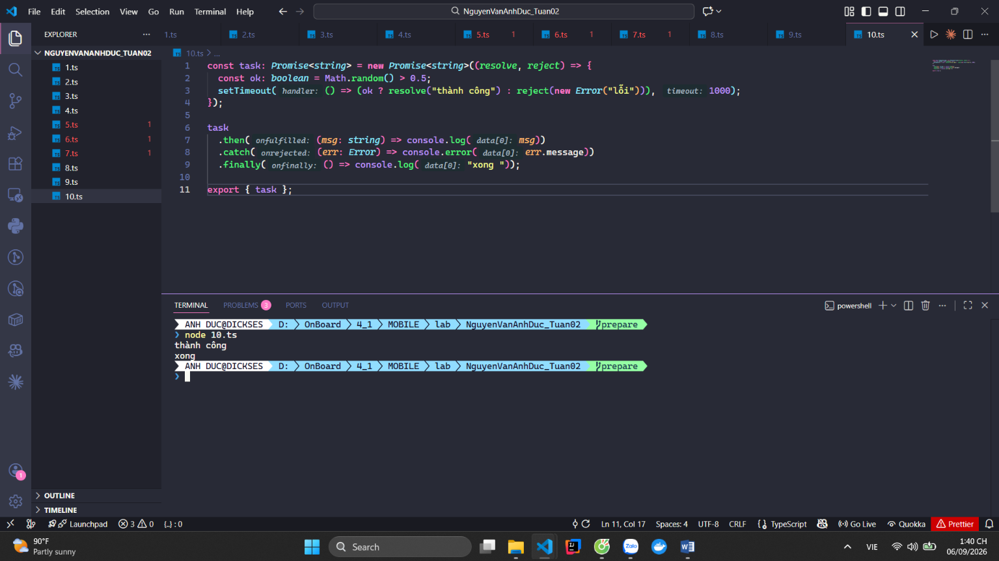 File Edit Selection View Go Run Terminal Help
NguyenVanAnhDuc_Tuan02
EXPLORER
NGUYENVANANHDUC_TUAN02
1.ts
2.ts
3.ts
4.ts
5.ts 1
6.ts 1
7.ts 1
8.ts
9.ts
10.ts
OUTLINE
TIMELINE
1.ts 2.ts 3.ts 4.ts 5.ts 1 6.ts 1 7.ts 1 8.ts 9.ts 10.ts
10.ts > ...
1 const task: Promise<string> = new Promise<string>((resolve, reject) => {
2 const ok: boolean = Math.random() > 0.5;
3 setTimeout( handler: () => (ok ? resolve("thành công") : reject(new Error("lỗi"))), timeout: 1000);
4 });
5
6 task
7 .then( onfulfilled: (msg: string) => console.log( data[0]: msg))
8 .catch( onrejected: (err: Error) => console.error( data[0]: err.message))
9 .finally( onfinally: () => console.log( data[0]: "xong "));
10
11 export { task };
TERMINAL PROBLEMS 3 PORTS OUTPUT
powershell
ANH DUC@DICKSES D: OnBoard 4_1 MOBILE lab NguyenVanAnhDuc_Tuan02 prepare
❯ node 10.ts
thành công
xong
ANH DUC@DICKSES D: OnBoard 4_1 MOBILE lab NguyenVanAnhDuc_Tuan02 prepare
❯
1
Launchpad 3 0 {..} : 0
Ln 11, Col 17 Spaces: 4 UTF-8 CRLF TypeScript Go Live Quokka Prettier
90°F
Partly sunny
Search
Zalo
VIE
1:40 CH
06/09/2026